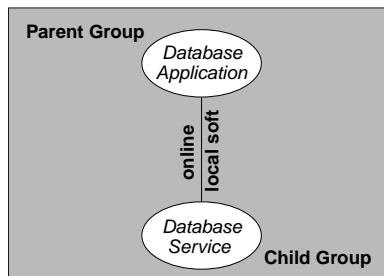 Parent Group
Database
Application
online
local soft
Database
Service
Child Group